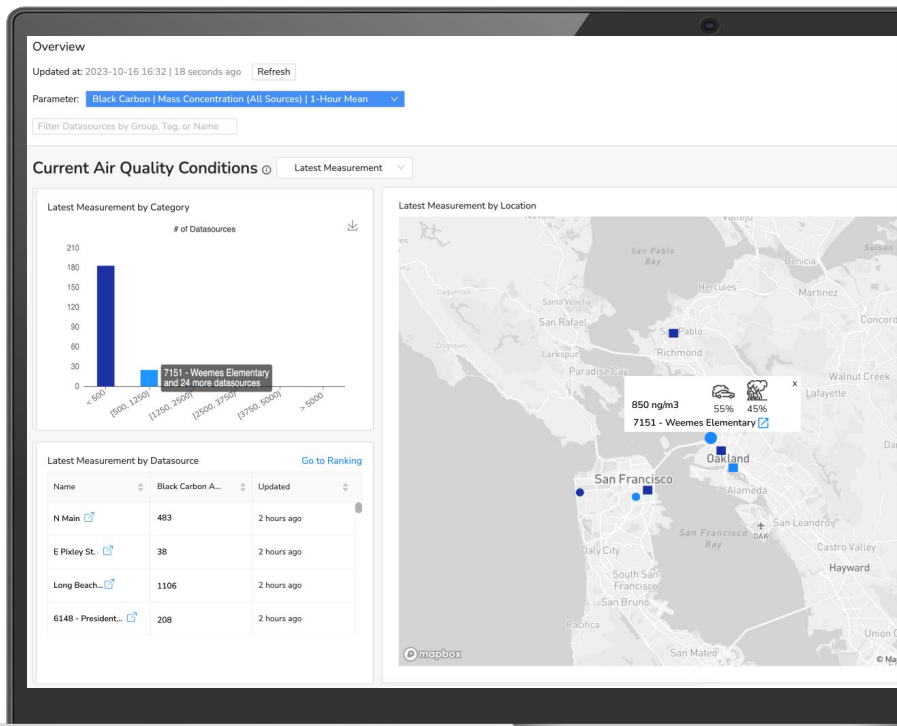 Overview
Updated at: 2023-10-16 16:32 | 18 seconds ago Refresh
Parameter: Black Carbon | Mass Concentration (All Sources) | 1-Hour Mean
Filter Datasources by Group, Tag, or Name
Current Air Quality Conditions Latest Measurement
Latest Measurement by Category
# of Datasources
210
180
150
120
90
60
30
0
7151 - Weemes Elementary
and 24 more datasources
< 500
[500, 1250)
[1250, 2500)
[2500, 3750)
[3750, 5000)
> 5000
Latest Measurement by Datasource Go to Ranking
Name Black Carbon A... Updated
N Main 483 2 hours ago
E Pixley St. 38 2 hours ago
Long Beach... 1106 2 hours ago
6148 - President... 208 2 hours ago
Latest Measurement by Location
Vallejo
San Pablo
Bay
Benicia
Suisun
Hercules
Martinez
Lagunitas
Santa Venetia
San Rafael
Concord
Dogtown
Larkspur
San Pablo
Richmond
Paradise Cay
Walnut Creek
Lafayette
850 ng/m3 55% 45% x
7151 - Weemes Elementary
Oakland
San Francisco
Alameda
San Leandro
OAK
San Francisco
Bay
Daly City
Castro Valley
Hayward
South San
Francisco
San Bruno
Pacifica
San Mateo
Union C
mapbox
© Ma